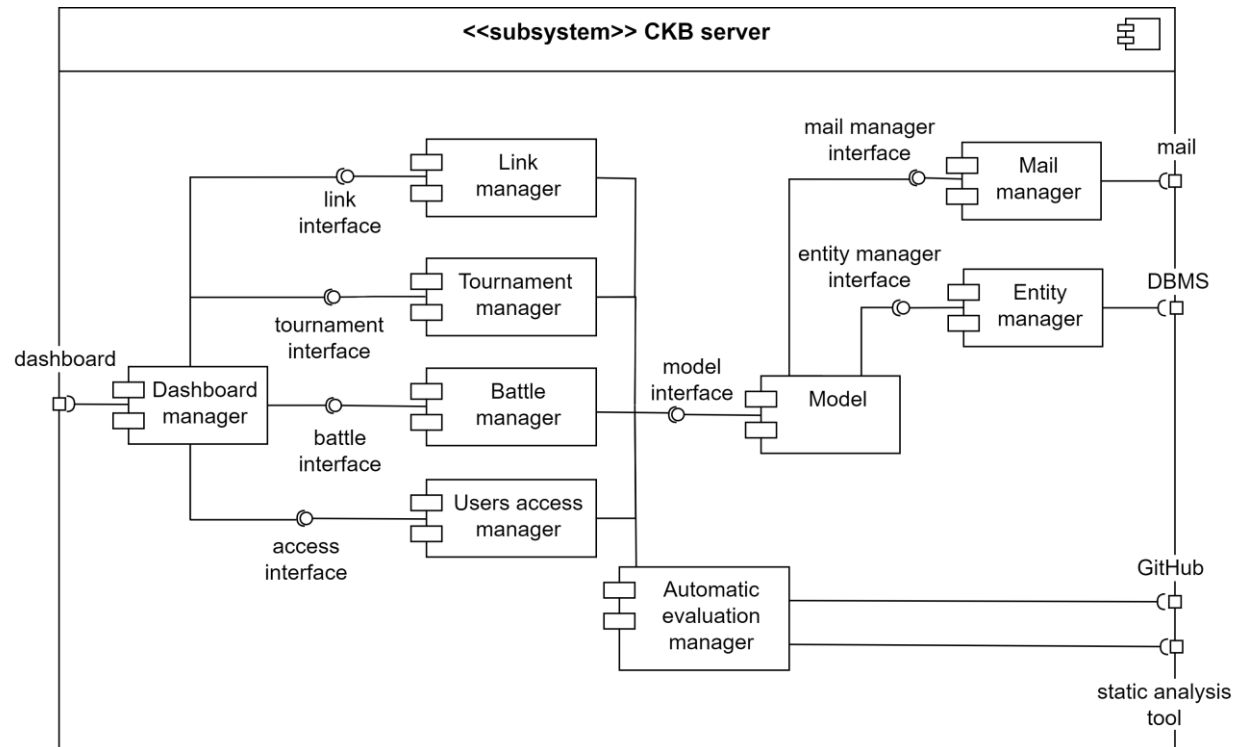 <<subsystem>> CKB server
mail manager
interface
mail
Link
manager
Mail
manager
link
interface
entity manager
interface
DBMS
Tournament
manager
Entity
manager
tournament
interface
dashboard
Dashboard
manager
Battle
manager
model
interface
Model
battle
interface
Users access
manager
access
interface
GitHub
Automatic
evaluation
manager
static analysis
tool